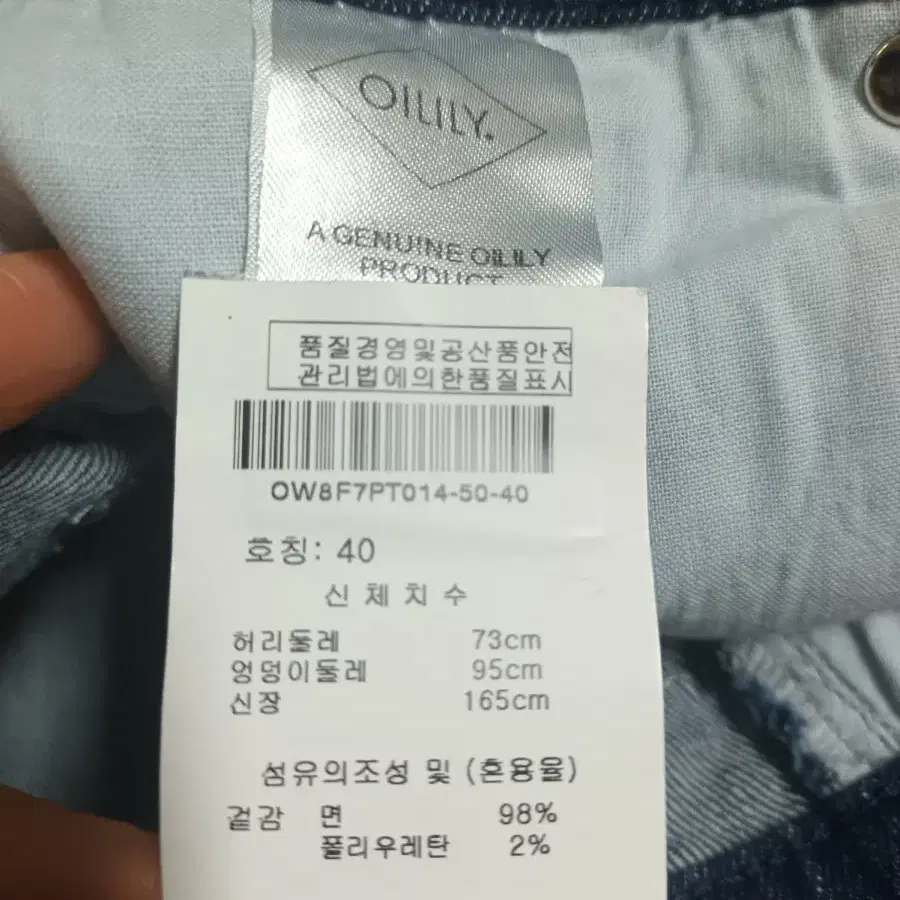 OILILY.
A GENUINE OILILY
PRODUCT
품질경영및공산품안전
관리법에의한품질표시
OW8F7PT014-50-40
호칭: 40
신체치수
허리둘레 73cm
엉덩이둘레 95cm
신장 165cm
섬유의조성 및 (혼용율)
겉감 면 98%
폴리우레탄 2%